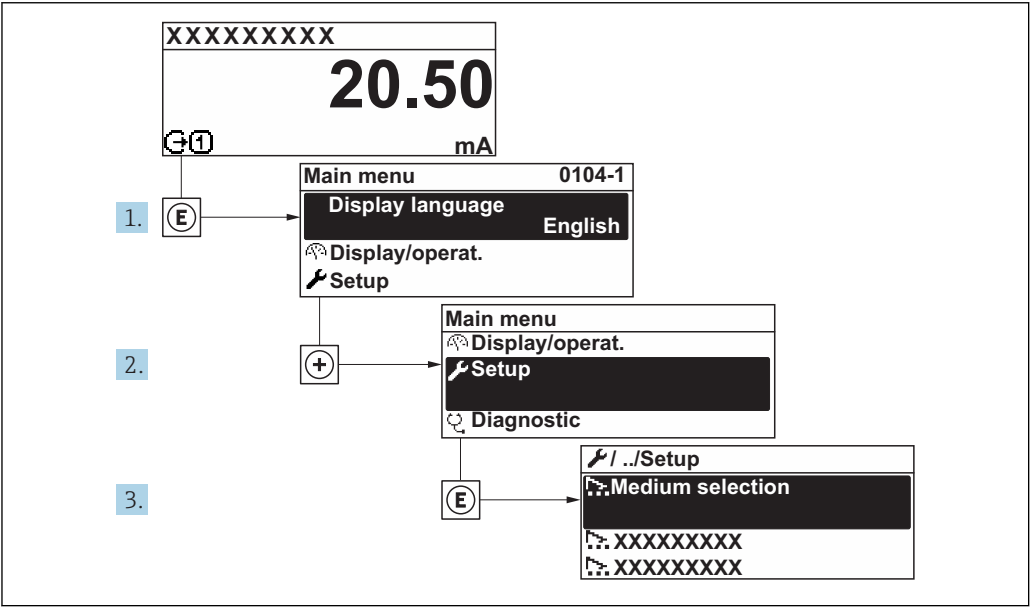 XXXXXXXXX
20.50
1 mA
Main menu 0104-1
1. E Display language
English
Display/operat.
Setup
Main menu
2. + Display/operat.
Setup
Diagnostic
/ ../Setup
3. E Medium selection
XXXXXXXXX
XXXXXXXXX